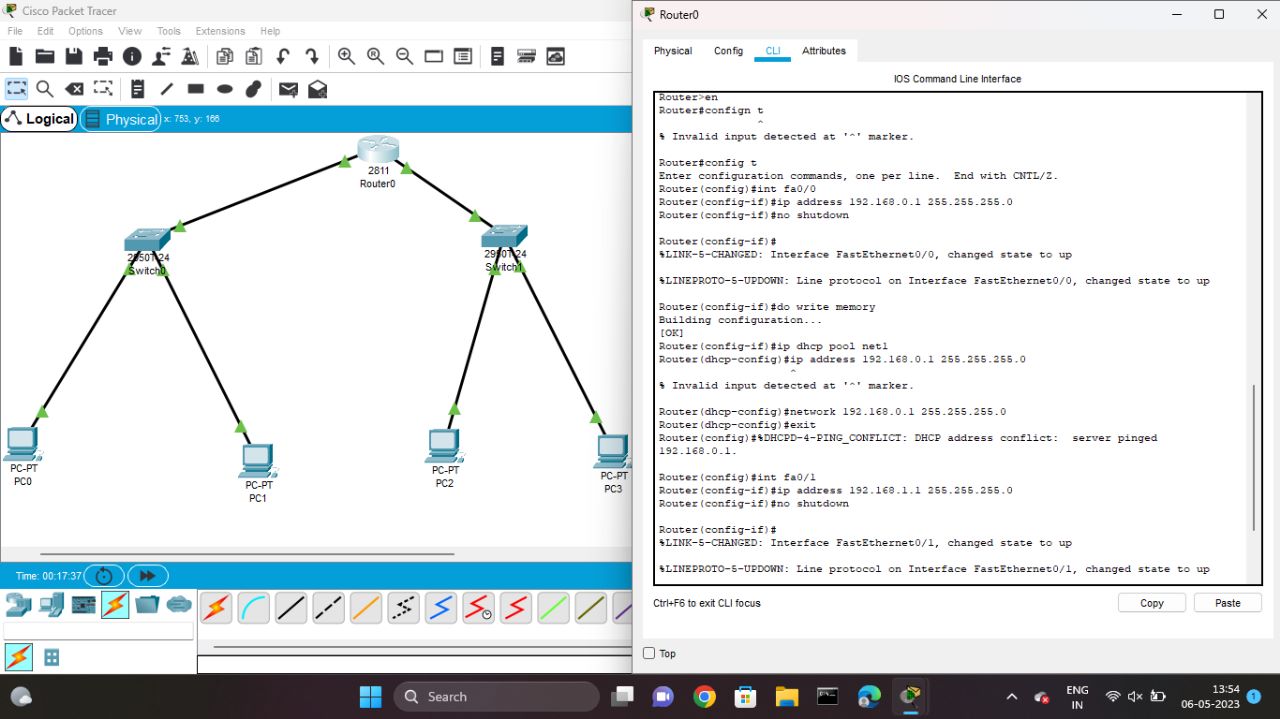 Cisco Packet Tracer
File Edit Options View Tools Extensions Help
Logical
Physical
x: 753, y: 166
2811
Router0
2950T-24
Switch0
2950T-24
Switch1
PC-PT
PC0
PC-PT
PC1
PC-PT
PC2
PC-PT
PC3
Time: 00:17:37
Router0
Physical Config CLI Attributes
IOS Command Line Interface
Router>en
Router#confign t
^
% Invalid input detected at '^' marker.
Router#config t
Enter configuration commands, one per line. End with CNTL/Z.
Router(config)#int fa0/0
Router(config-if)#ip address 192.168.0.1 255.255.255.0
Router(config-if)#no shutdown
Router(config-if)#
%LINK-5-CHANGED: Interface FastEthernet0/0, changed state to up
%LINEPROTO-5-UPDOWN: Line protocol on Interface FastEthernet0/0, changed state to up
Router(config-if)#do write memory
Building configuration...
[OK]
Router(config-if)#ip dhcp pool net1
Router(dhcp-config)#ip address 192.168.0.1 255.255.255.0
^
% Invalid input detected at '^' marker.
Router(dhcp-config)#network 192.168.0.1 255.255.255.0
Router(dhcp-config)#exit
Router(config)#%DHCPD-4-PING_CONFLICT: DHCP address conflict: server pinged
192.168.0.1.
Router(config)#int fa0/1
Router(config-if)#ip address 192.168.1.1 255.255.255.0
Router(config-if)#no shutdown
Router(config-if)#
%LINK-5-CHANGED: Interface FastEthernet0/1, changed state to up
%LINEPROTO-5-UPDOWN: Line protocol on Interface FastEthernet0/1, changed state to up
Ctrl+F6 to exit CLI focus
Copy
Paste
Top
Search
ENG
IN
13:54
06-05-2023
1